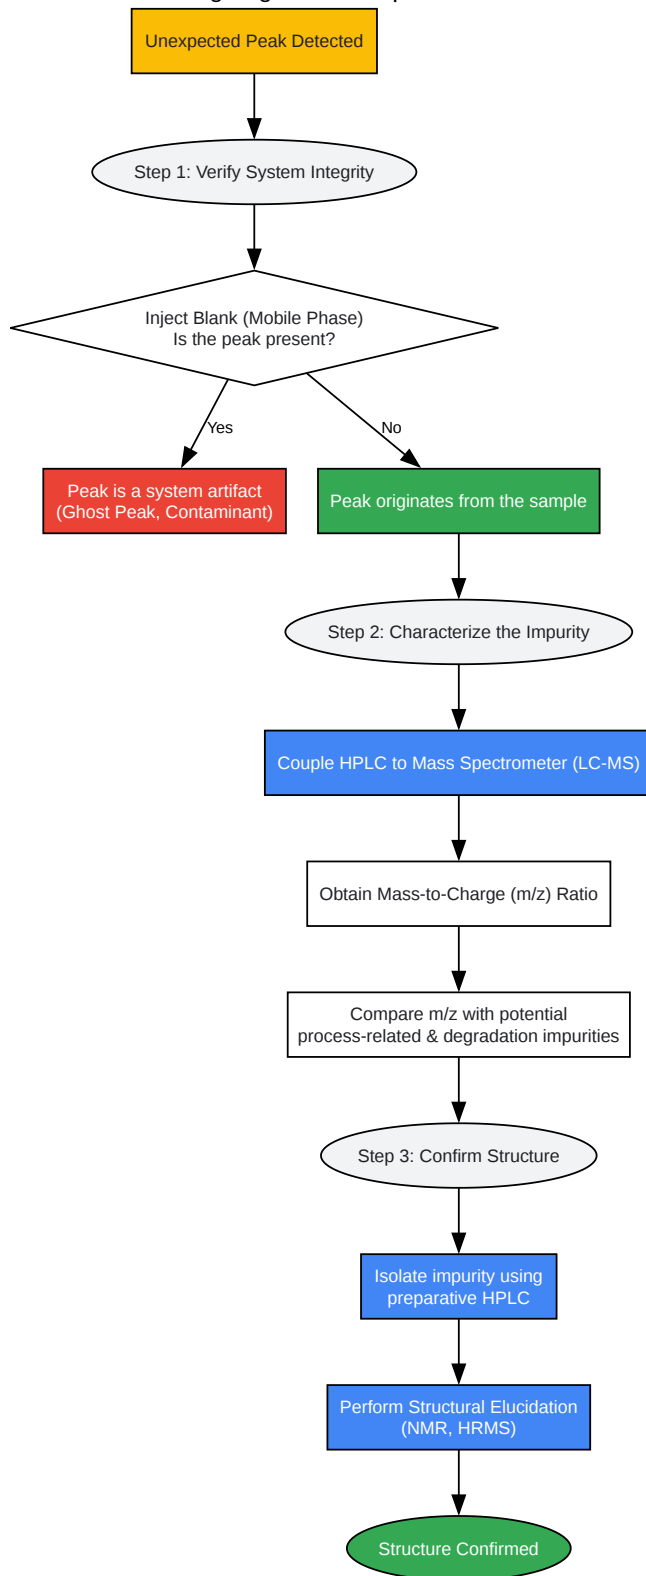 Unexpected Peak Detected
Step 1: Verify System Integrity
Inject Blank (Mobile Phase)
Is the peak present?
Yes
No
Peak is a system artifact
(Ghost Peak, Contaminant)
Peak originates from the sample
Step 2: Characterize the Impurity
Couple HPLC to Mass Spectrometer (LC-MS)
Obtain Mass-to-Charge (m/z) Ratio
Compare m/z with potential
process-related & degradation impurities
Step 3: Confirm Structure
Isolate impurity using
preparative HPLC
Perform Structural Elucidation
(NMR, HRMS)
Structure Confirmed